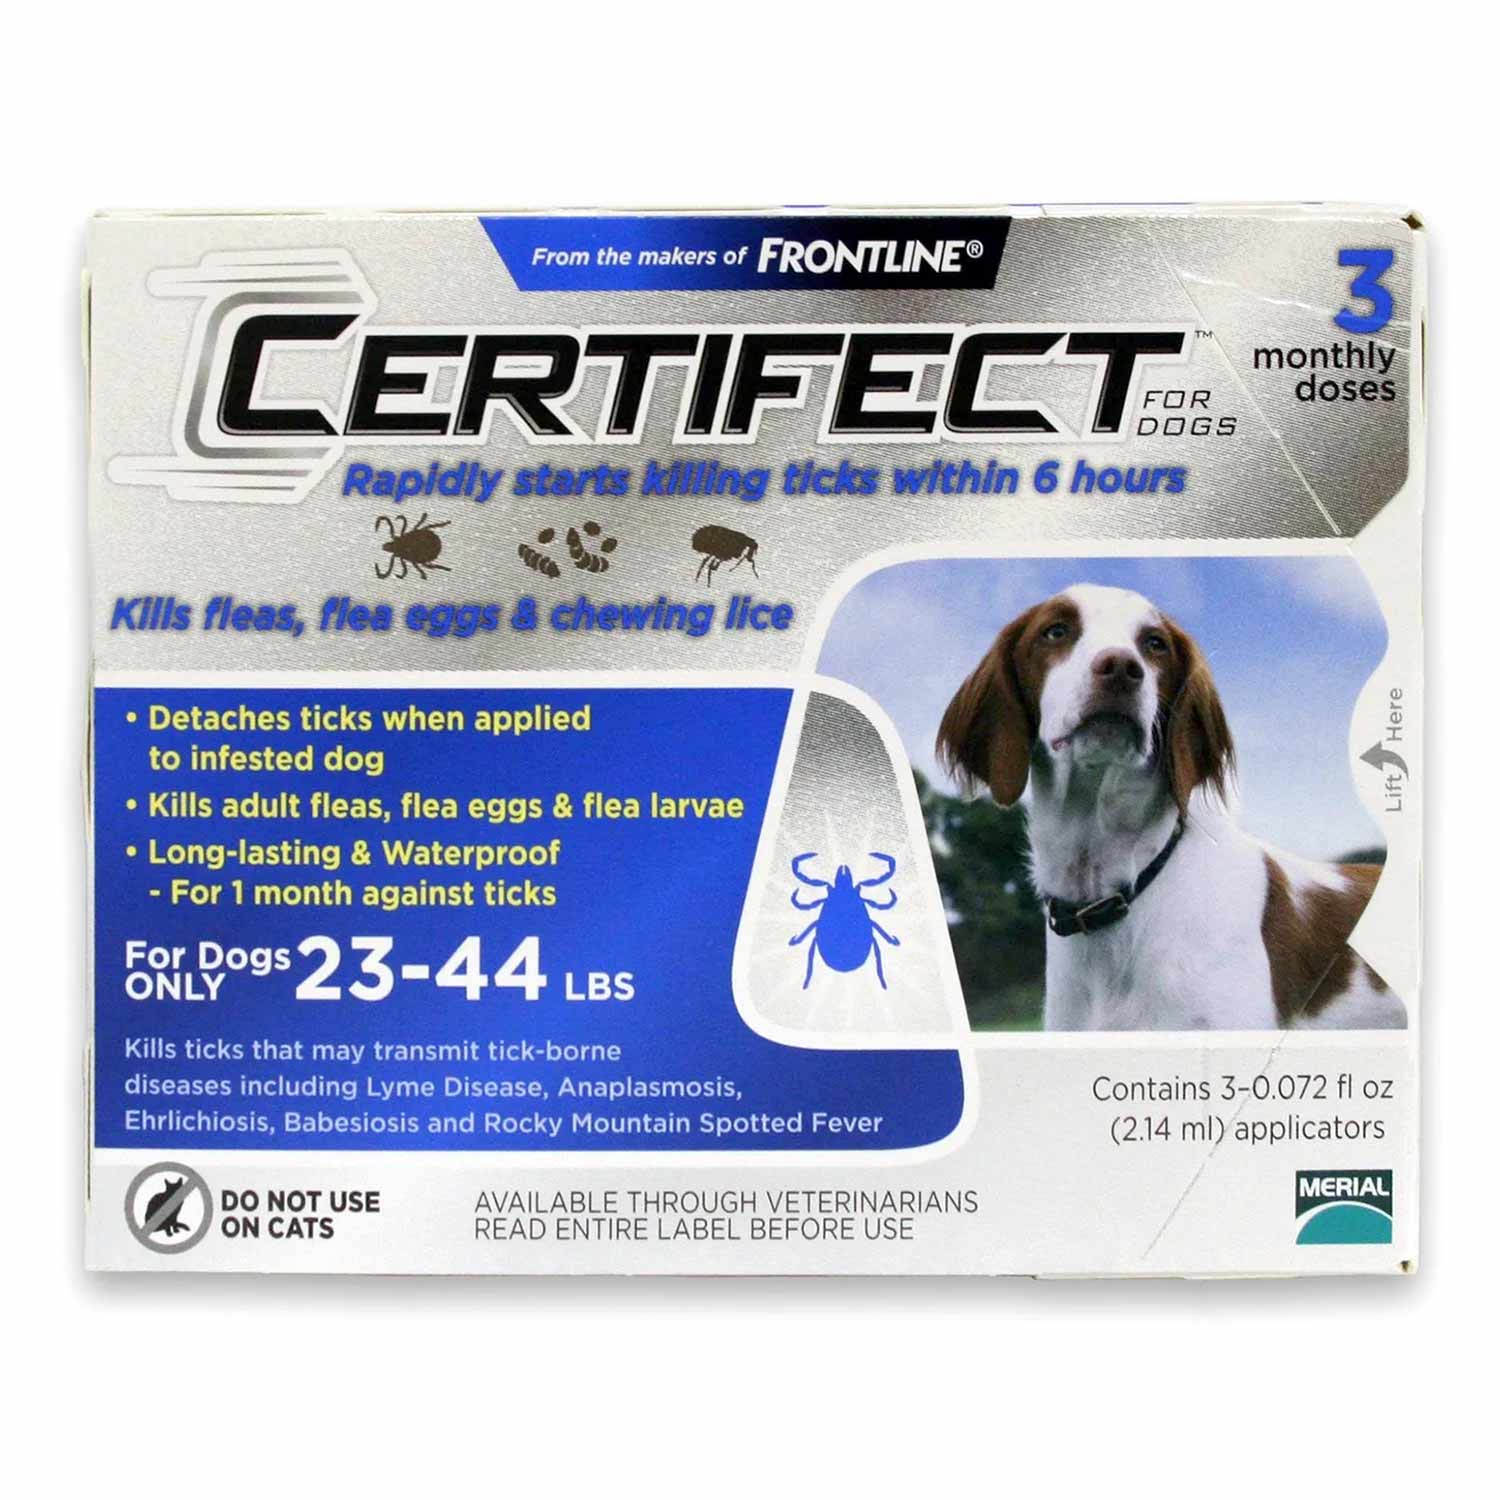 From the makers of FRONTLINE®
3
monthly
doses
CERTIFECT™
FOR
DOGS
Rapidly starts killing ticks within 6 hours
Kills fleas, flea eggs & chewing lice
• Detaches ticks when applied
to infested dog
• Kills adult fleas, flea eggs & flea larvae
• Long-lasting & Waterproof
- For 1 month against ticks
For Dogs
ONLY 23-44 LBS
Kills ticks that may transmit tick-borne
diseases including Lyme Disease, Anaplasmosis,
Ehrlichiosis, Babesiosis and Rocky Mountain Spotted Fever
Lift Here
Contains 3-0.072 fl oz
(2.14 ml) applicators
DO NOT USE
ON CATS
AVAILABLE THROUGH VETERINARIANS
READ ENTIRE LABEL BEFORE USE
MERIAL